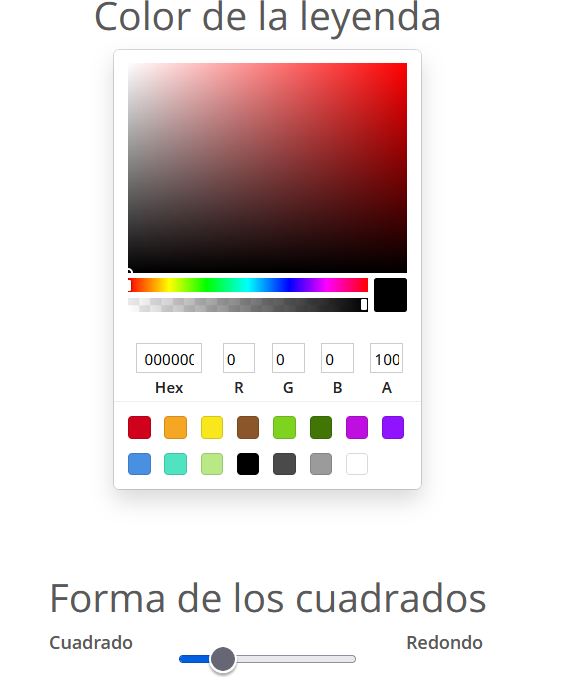 Color de la leyenda
000000 0 0 0 100
Hex R G B A
Forma de los cuadrados
Cuadrado Redondo